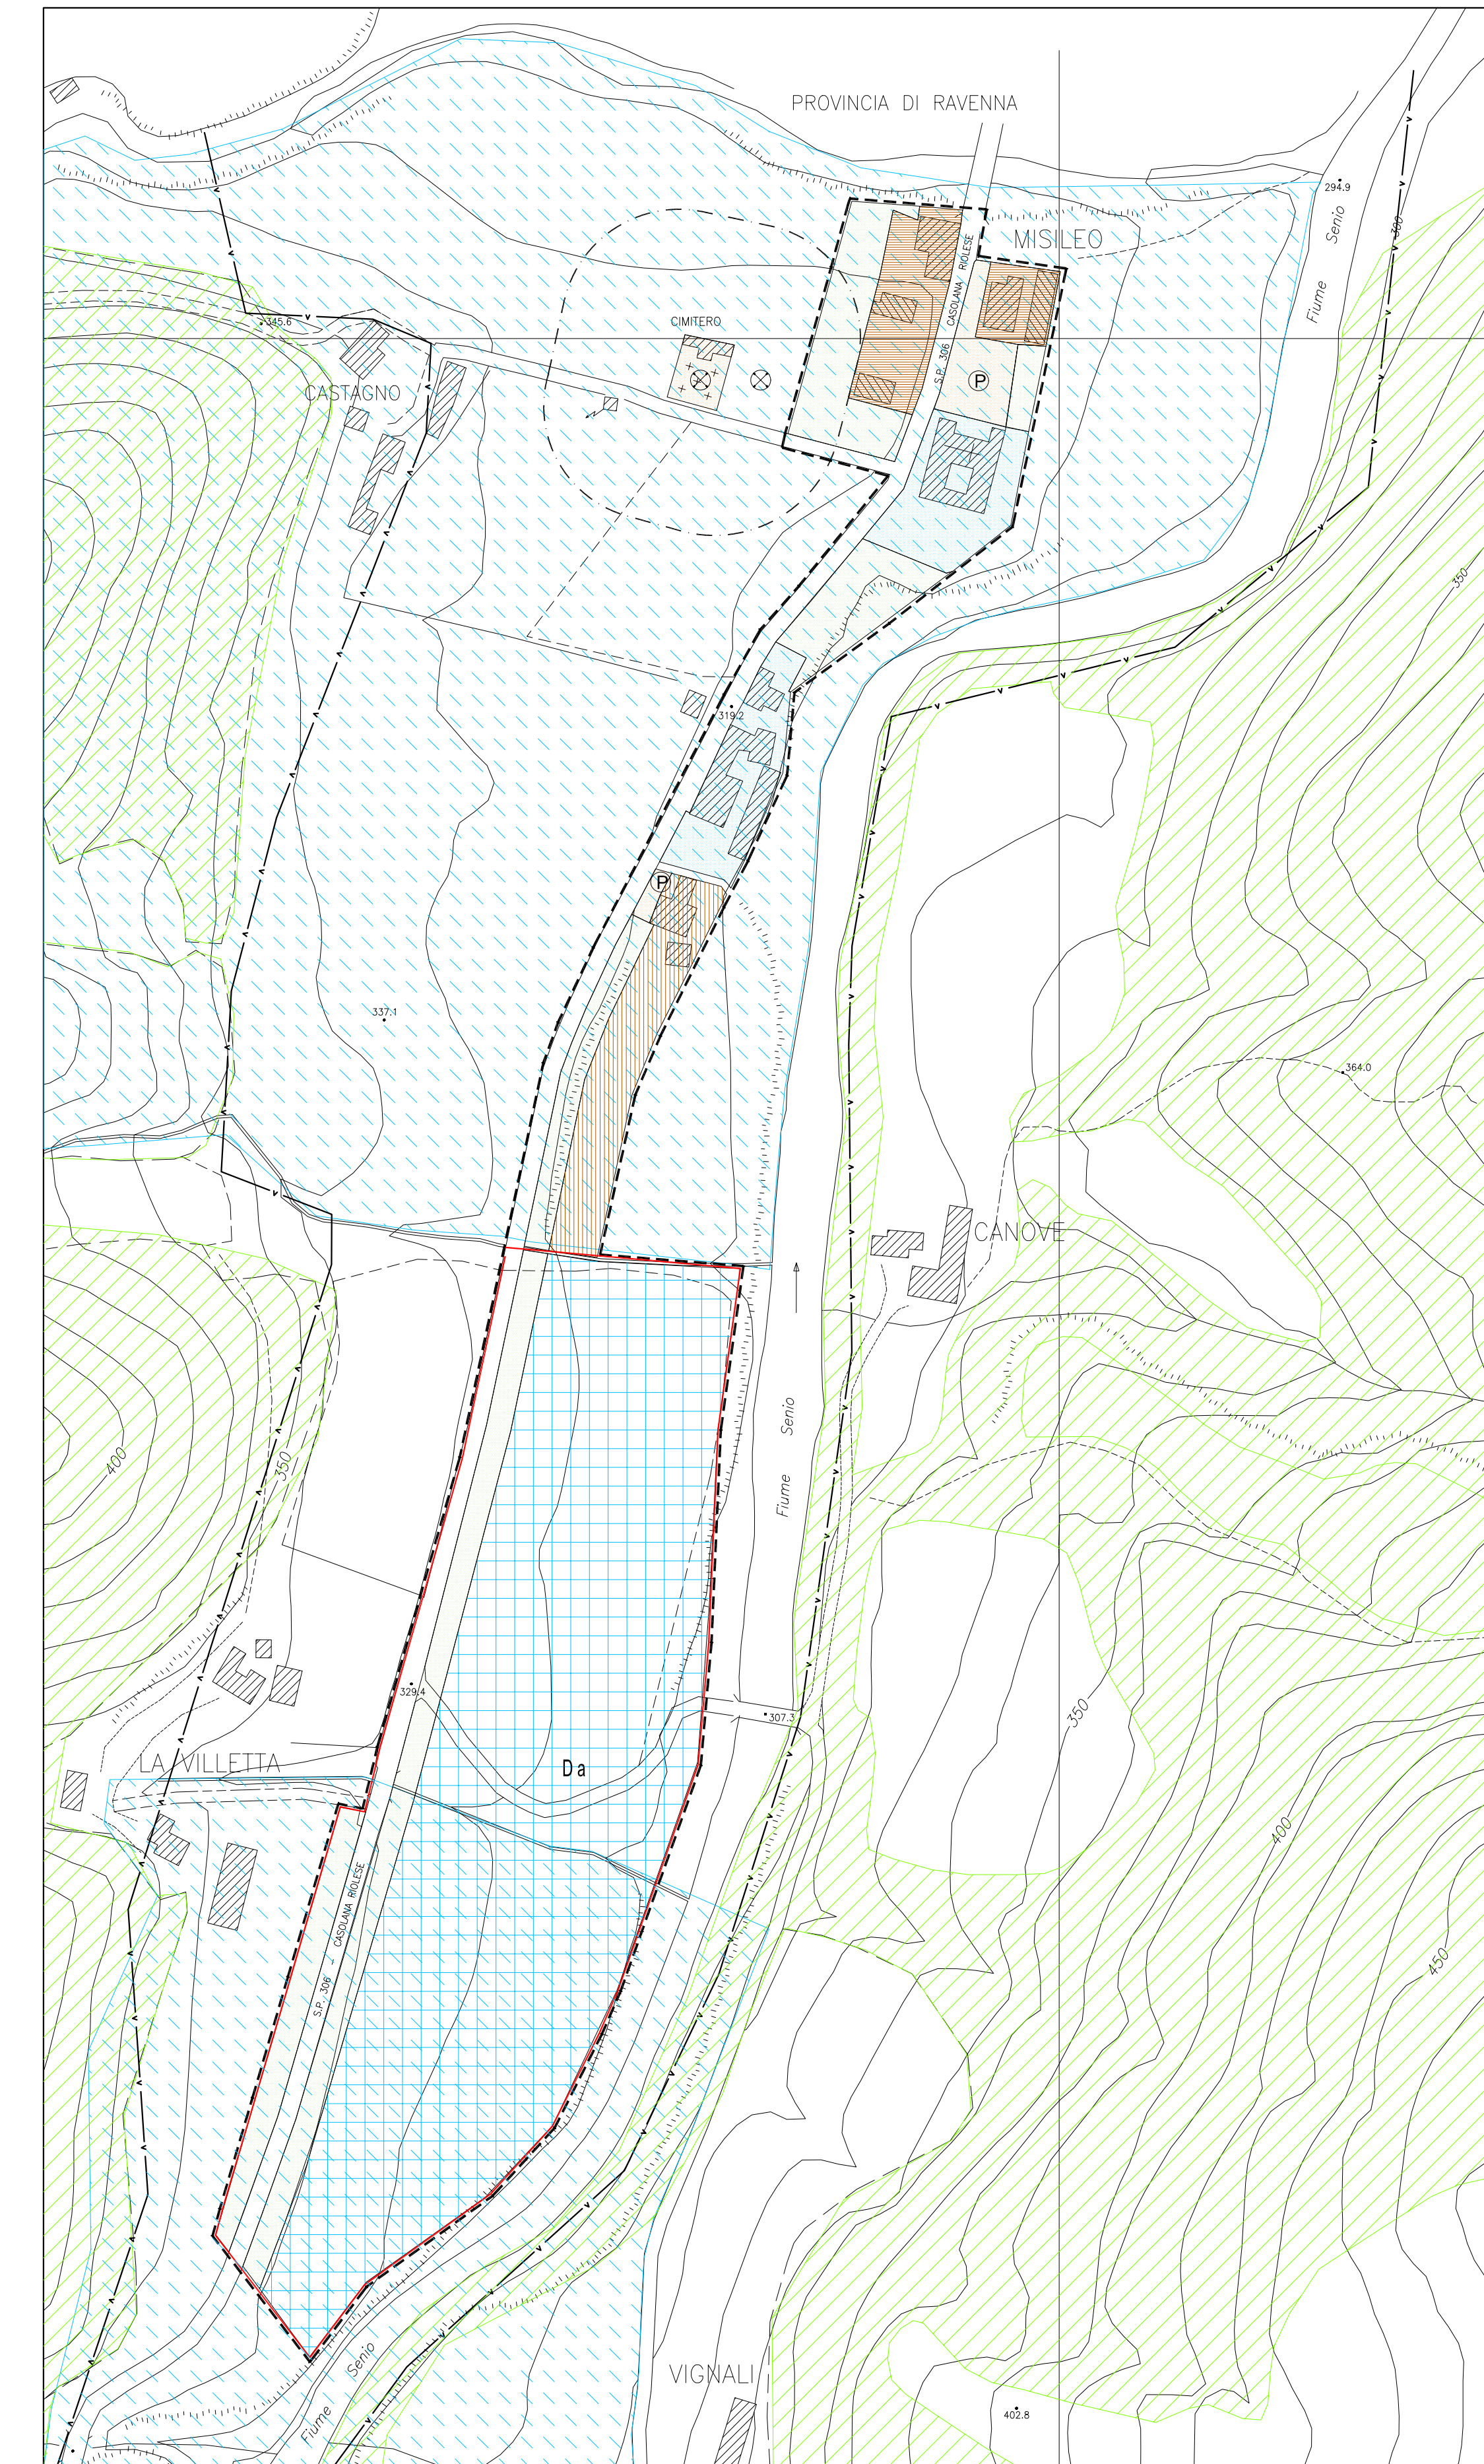 PROVINCIA DI RAVENNA
294.9
Fiume Senio
300
MISILEO
S.P. 306 CASOLANA RIOLESE
CIMITERO
345.6
CASTAGNO
P
350
319.2
P
337.1
364.0
CANOVE
Fiume Senio
400
350
329.4
307.3
350
LA VILLETTA
Da
400
S.P. 306 - CASOLANA RIOLESE
450
Fiume Senio
VIGNALI
402.8